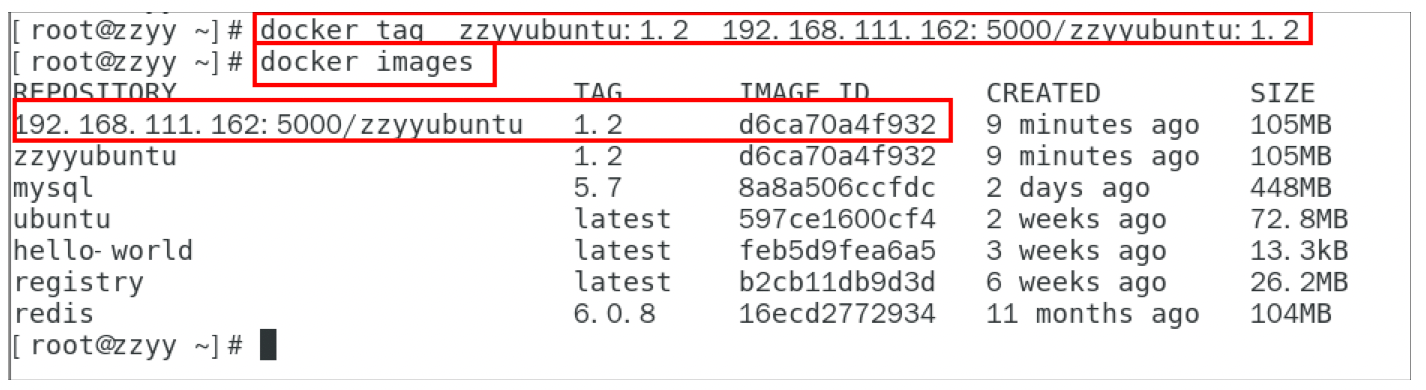 [root@zzyy ~]# docker tag zzyyubuntu:1.2 192.168.111.162:5000/zzyyubuntu:1.2
[root@zzyy ~]# docker images
REPOSITORY TAG IMAGE ID CREATED SIZE
192.168.111.162:5000/zzyyubuntu 1.2 d6ca70a4f932 9 minutes ago 105MB
zzyyubuntu 1.2 d6ca70a4f932 9 minutes ago 105MB
mysql 5.7 8a8a506ccfdc 2 days ago 448MB
ubuntu latest 597ce1600cf4 2 weeks ago 72.8MB
hello-world latest feb5d9fea6a5 3 weeks ago 13.3kB
registry latest b2cb11db9d3d 6 weeks ago 26.2MB
redis 6.0.8 16ecd2772934 11 months ago 104MB
[root@zzyy ~]#